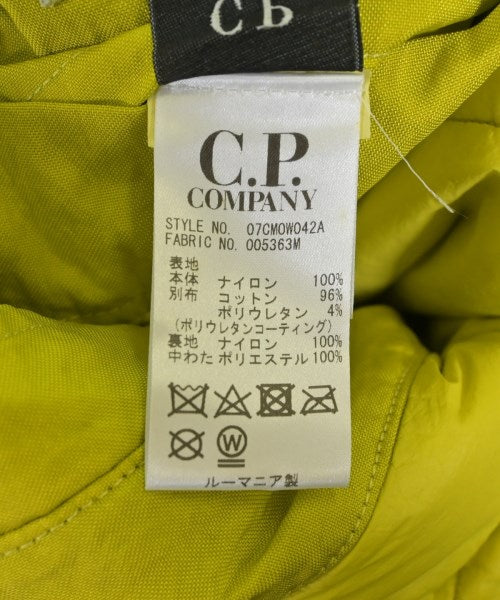 C P
C.P.
COMPANY
STYLE NO. 07CMOW042A
FABRIC NO. 005363M
表地
本体 ナイロン 100%
別布 コットン 96%
ポリウレタン 4%
(ポリウレタンコーティング)
裏地 ナイロン 100%
中わた ポリエステル 100%
W
ルーマニア製